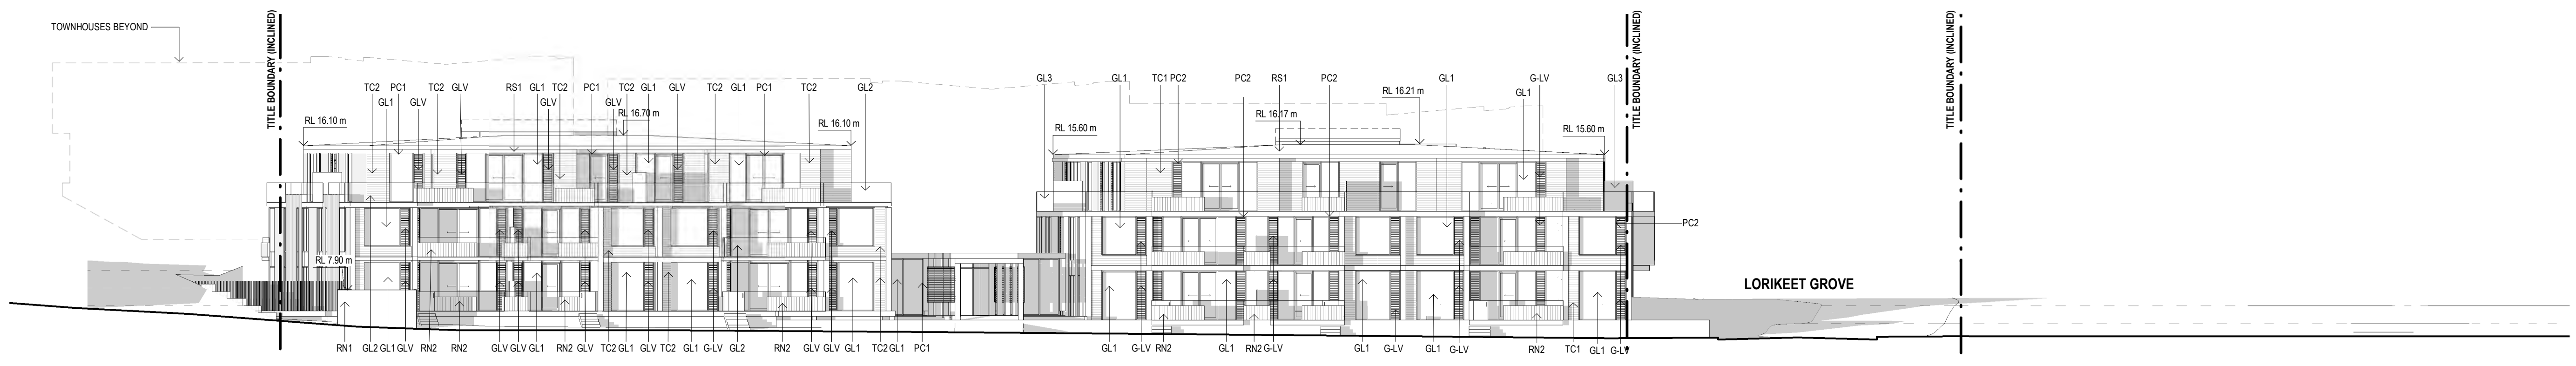 TOWNHOUSES BEYOND
TITLE BOUNDARY (INCLINED)
TITLE BOUNDARY (INCLINED)
TITLE BOUNDARY (INCLINED)
TC2 PC1 TC2 GLV RS1 GL1 TC2 PC1 TC2 GL1 GLV TC2 GL1 PC1 TC2 GL2
GL1 GLV GLV GLV
GL3 GL1 TC1 PC2 PC2 RS1 PC2 GL1 G-LV GL3
GL1
RL 16.10 m
RL 16.70 m
RL 16.10 m
RL 15.60 m
RL 16.17 m
RL 16.21 m
RL 15.60 m
PC2
RL 7.90 m
LORIKEET GROVE
RN1 GL2 GL1 GLV RN2 RN2 GLV GLV GL1 RN2 GLV TC2 GL1 GLV TC2 GL1 G-LV GL2 RN2 GLV GLV GL1 TC2 GL1 PC1
GL1 G-LV RN2 GL1 RN2 G-LV GL1 G-LV GL1 G-LV RN2 TC1 GL1 G-LV